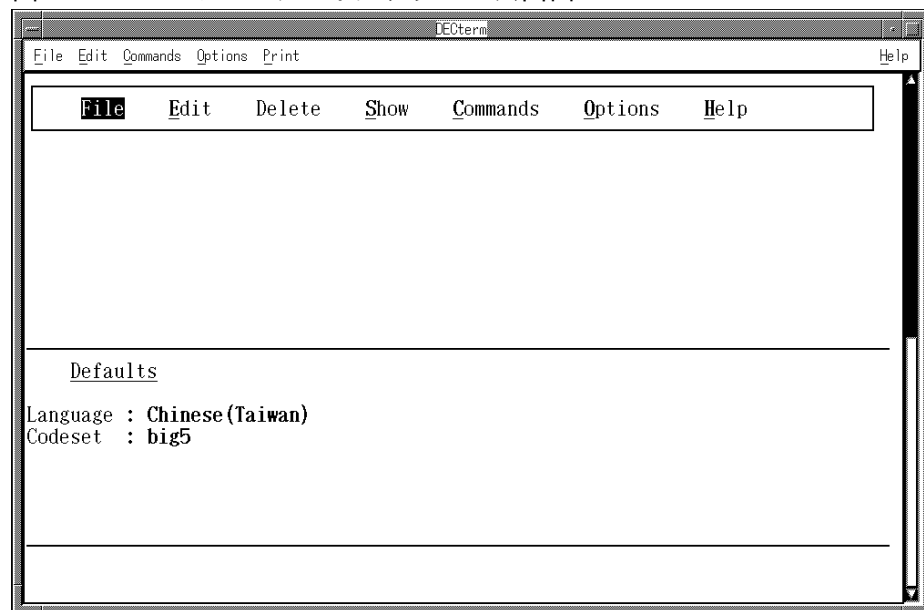 DECterm
File Edit Commands Options Print Help
File Edit Delete Show Commands Options Help
Defaults
Language : Chinese(Taiwan)
Codeset : big5